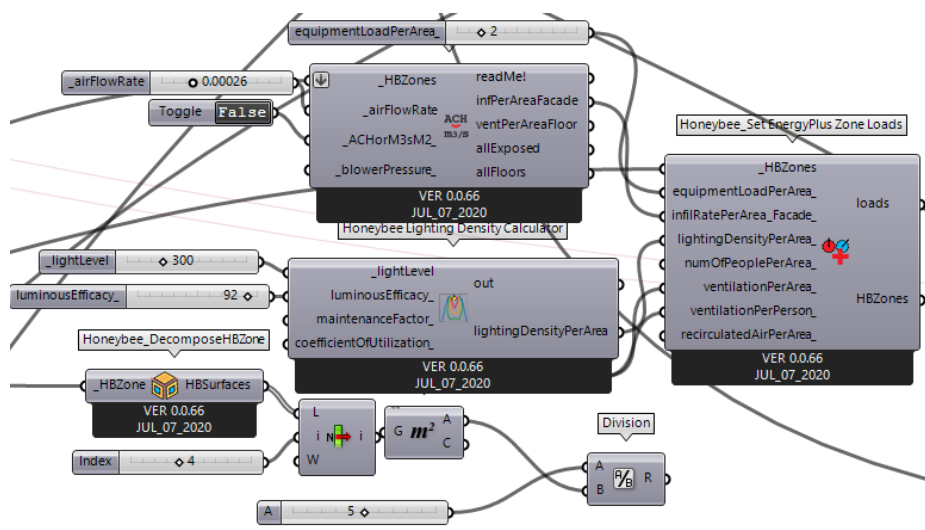 equipmentLoadPerArea_ 2
_airFlowRate 0.00026
Toggle False
_HBZones
_airFlowRate
_ACHorM3sM2_
_blowerPressure_
ACH
m3/s
readMe!
infPerAreaFacade
ventPerAreaFloor
allExposed
allFloors
VER 0.0.66
JUL_07_2020
Honeybee_Set EnergyPlus Zone Loads
_HBZones
equipmentLoadPerArea_
infilRatePerArea_Facade_
lightingDensityPerArea_
numOfPeoplePerArea_
ventilationPerArea_
ventilationPerPerson_
recirculatedAirPerArea_
loads
HBZones
VER 0.0.66
JUL_07_2020
Honeybee Lighting Density Calculator
_lightLevel 300
luminousEfficacy_ 92
_lightLevel
luminousEfficacy_
maintenanceFactor_
coefficientOfUtilization_
out
lightingDensityPerArea
VER 0.0.66
JUL_07_2020
Honeybee_DecomposeHBZone
_HBZone HBSurfaces
VER 0.0.66
JUL_07_2020
Index 4
L
i N i
W
G m² A
C
Division
A 5
A A/B R
B